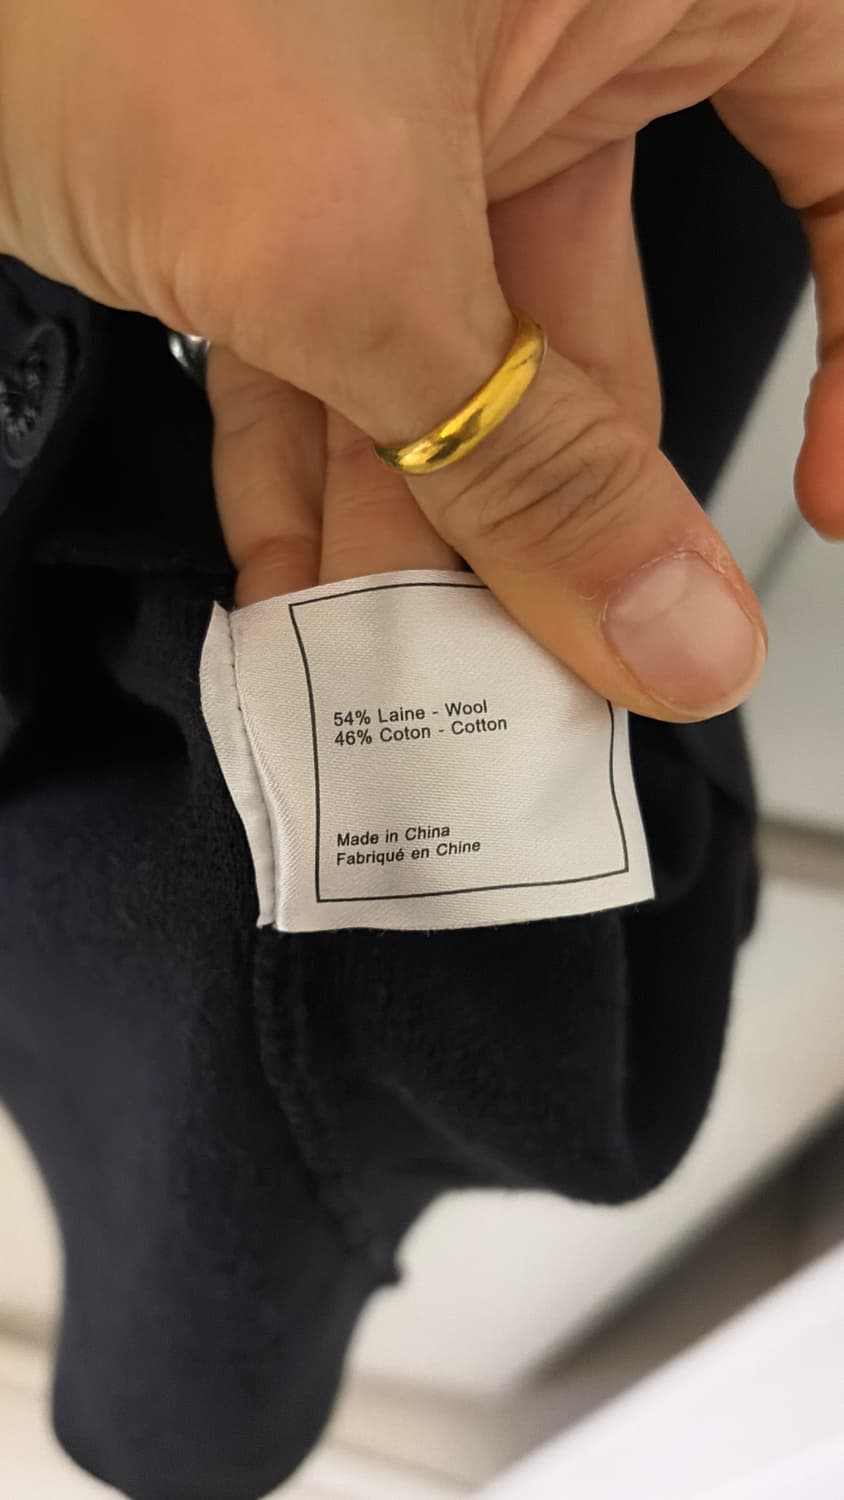 54% Laine - Wool
46% Coton - Cotton
Made in China
Fabriqué en Chine